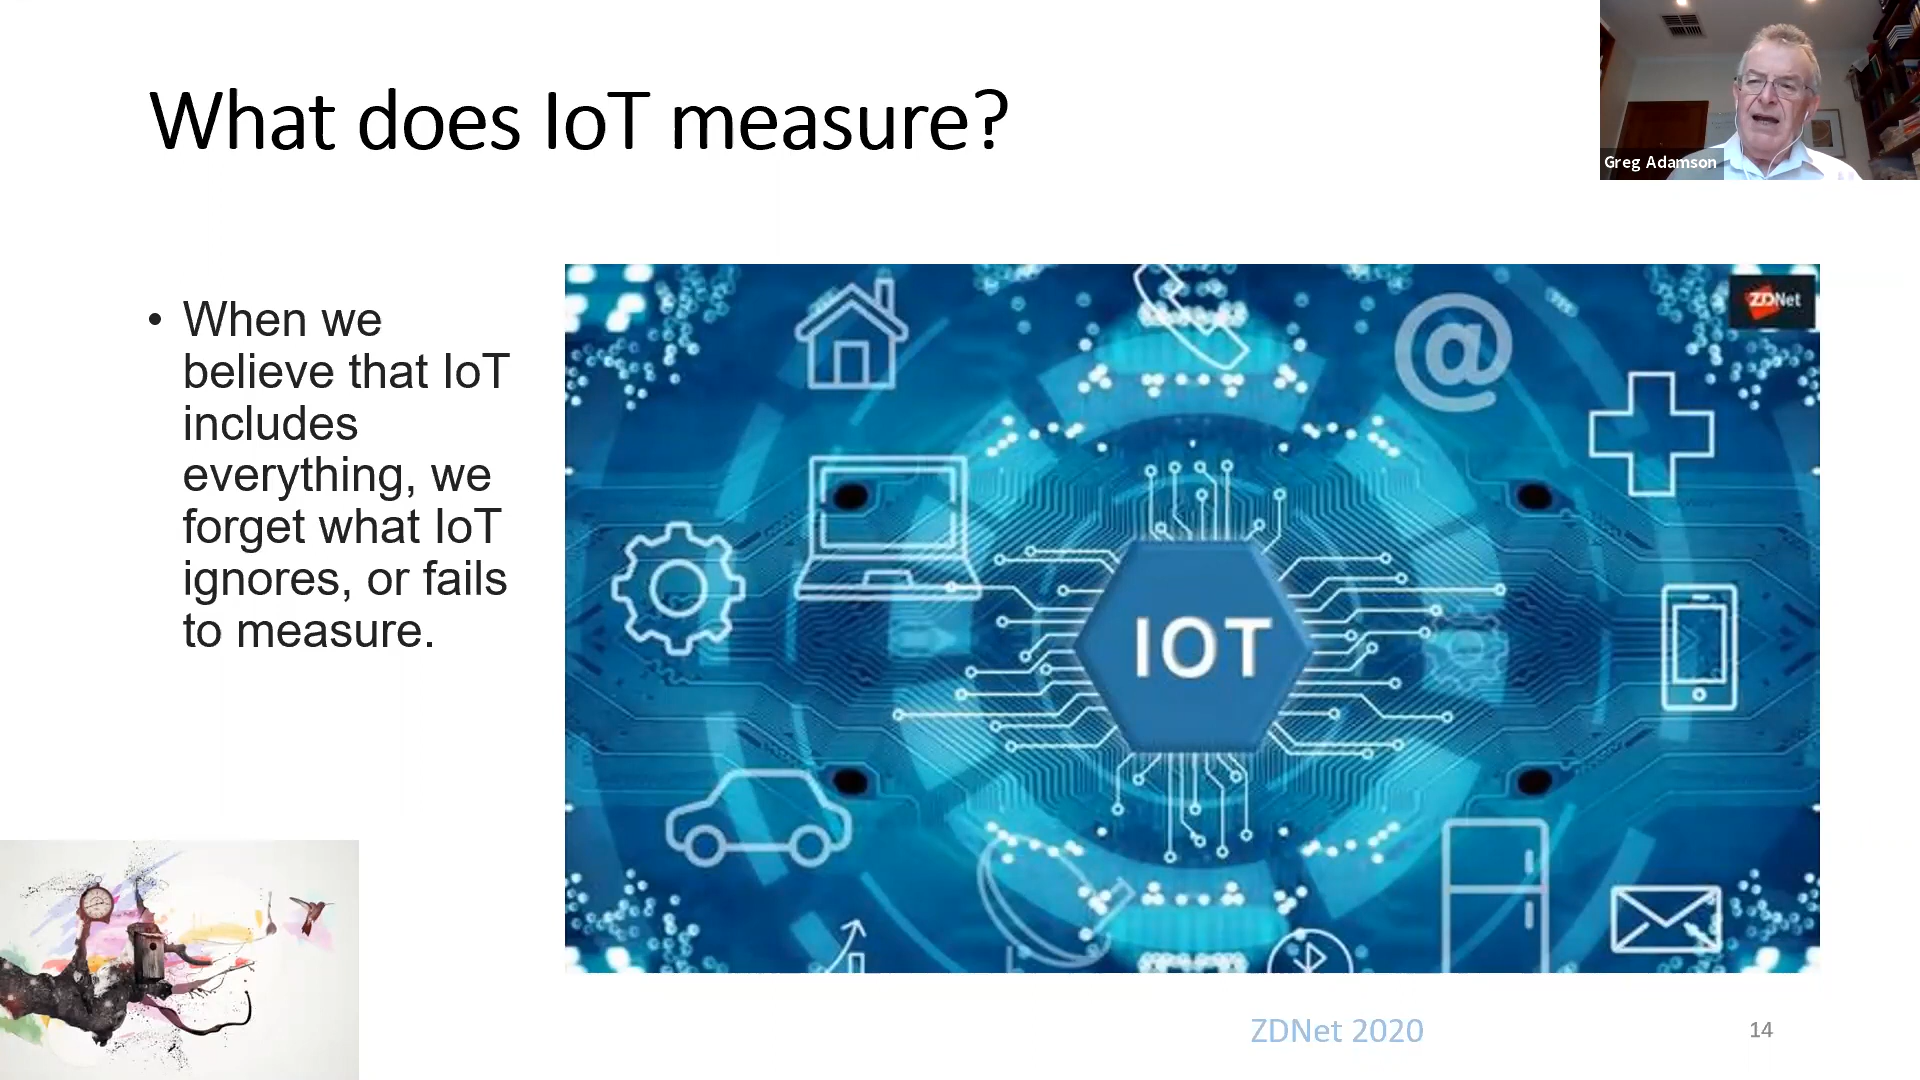 What does IoT measure?
Greg Adamson
• When we
believe that IoT
includes
everything, we
forget what IoT
ignores, or fails
to measure.
ZDNet
@
IOT
ZDNet 2020
14